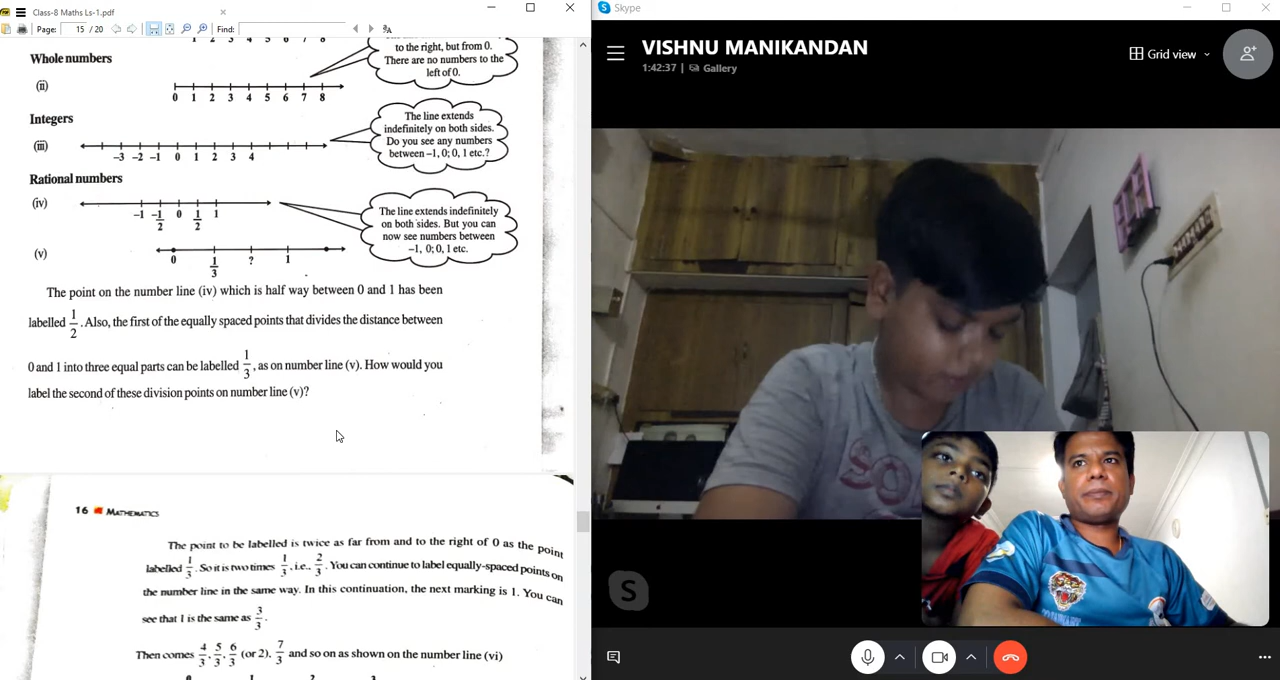 Class-8 Maths Ls-1.pdf
Page: 15 / 20 Find:
1 2 3 4 5 6 7 8
to the right, but from 0.
There are no numbers to the
left of 0.
Whole numbers
(ii)
0 1 2 3 4 5 6 7 8
Integers
(iii)
-3 -2 -1 0 1 2 3 4
The line extends
indefinitely on both sides.
Do you see any numbers
between -1, 0; 0, 1 etc.?
Rational numbers
(iv)
-1 -1/2 0 1/2 1
The line extends indefinitely
on both sides. But you can
now see numbers between
-1, 0; 0, 1 etc.
(v)
0 1/3 ? 1
The point on the number line (iv) which is half way between 0 and 1 has been
labelled 1/2. Also, the first of the equally spaced points that divides the distance between
0 and 1 into three equal parts can be labelled 1/3, as on number line (v). How would you
label the second of these division points on number line (v)?
16 MATHEMATICS
The point to be labelled is twice as far from and to the right of 0 as the point
labelled 1/3. So it is two times 1/3, i.e., 2/3. You can continue to label equally-spaced points on
the number line in the same way. In this continuation, the next marking is 1. You can
see that 1 is the same as 3/3.
Then comes 4/3, 5/3, 6/3 (or 2), 7/3 and so on as shown on the number line (vi)
0 1 2 3
Skype
VISHNU MANIKANDAN
1:42:37 | Gallery
Grid view